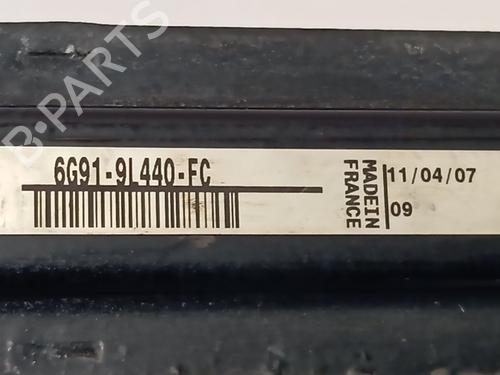 B-PARTS
6G91-9L440-FC
MADE IN
FRANCE
11/04/07
09